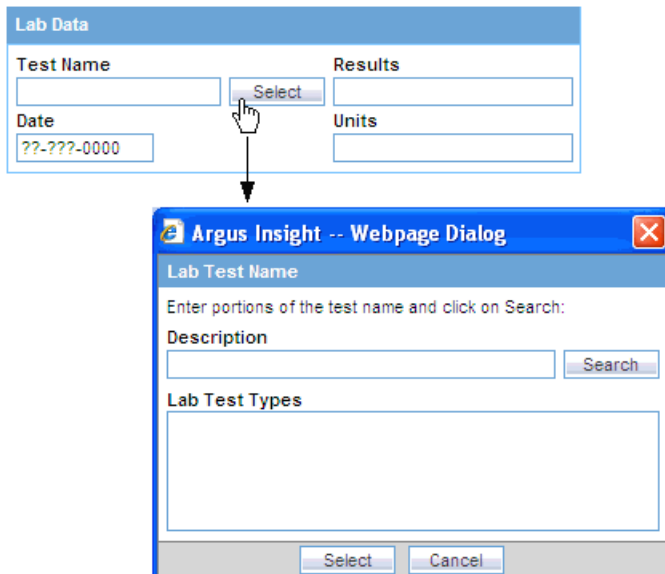 Lab Data
Test Name Results
Select
Date Units
??-???-0000
Argus Insight -- Webpage Dialog
Lab Test Name
Enter portions of the test name and click on Search:
Description
Search
Lab Test Types
Select Cancel